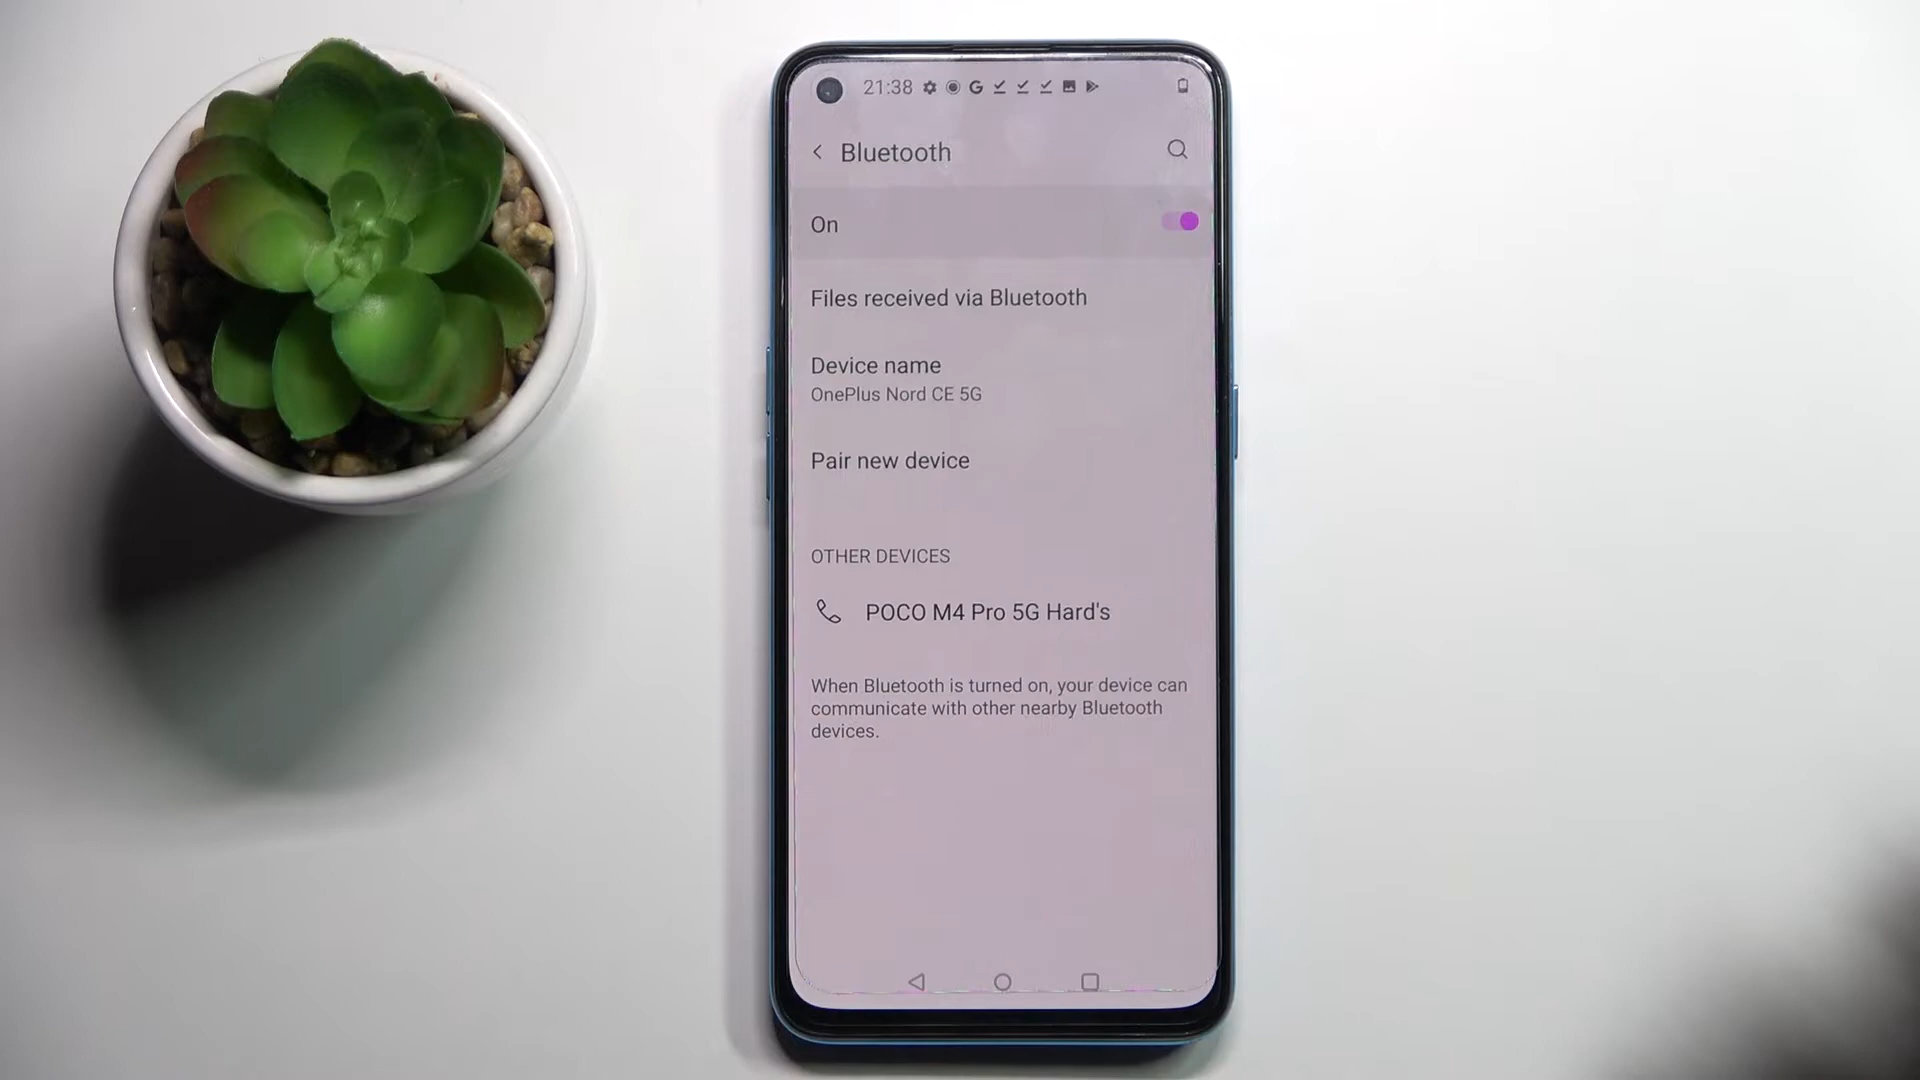 21:38
Bluetooth
On
Files received via Bluetooth
Device name
OnePlus Nord CE 5G
Pair new device
OTHER DEVICES
POCO M4 Pro 5G Hard's
When Bluetooth is turned on, your device can
communicate with other nearby Bluetooth
devices.